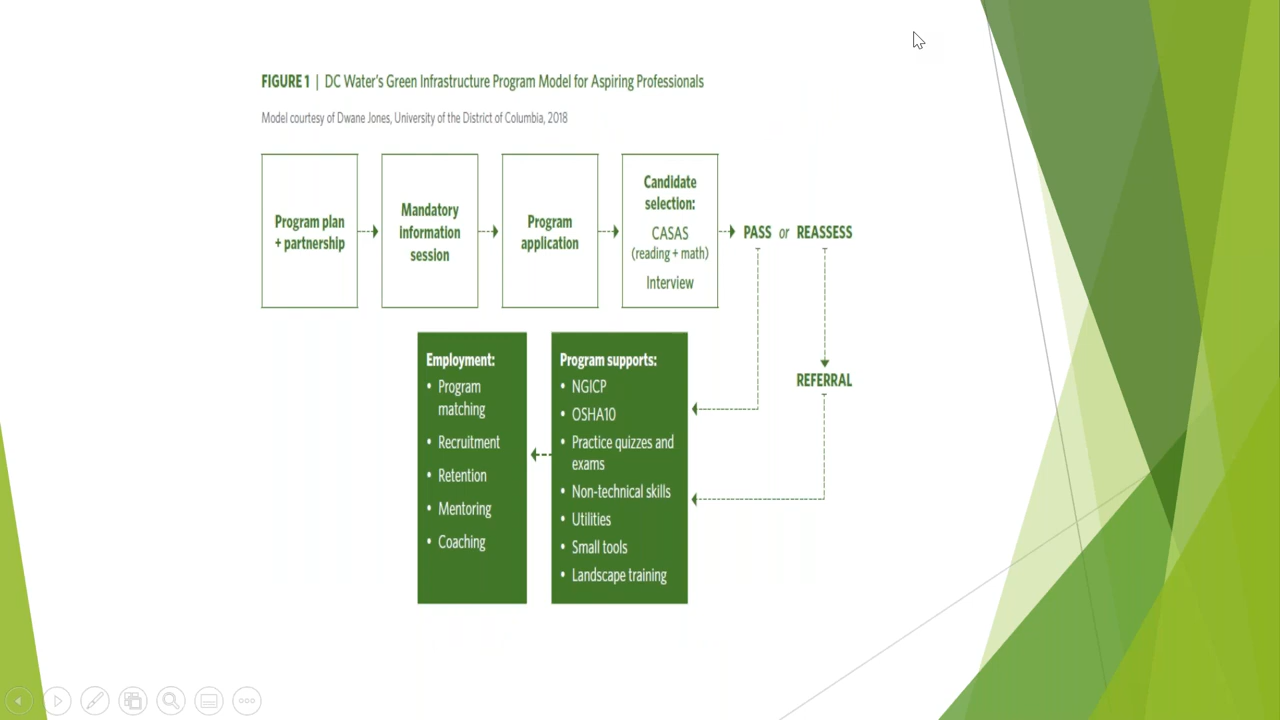 FIGURE 1 | DC Water's Green Infrastructure Program Model for Aspiring Professionals
Model courtesy of Dwane Jones, University of the District of Columbia, 2018
Program plan
+ partnership
Mandatory
information
session
Program
application
Candidate
selection:
CASAS
(reading + math)
Interview
PASS or REASSESS
REFERRAL
Employment:
• Program
matching
• Recruitment
• Retention
• Mentoring
• Coaching
Program supports:
• NGICP
• OSHA10
• Practice quizzes and
exams
• Non-technical skills
• Utilities
• Small tools
• Landscape training